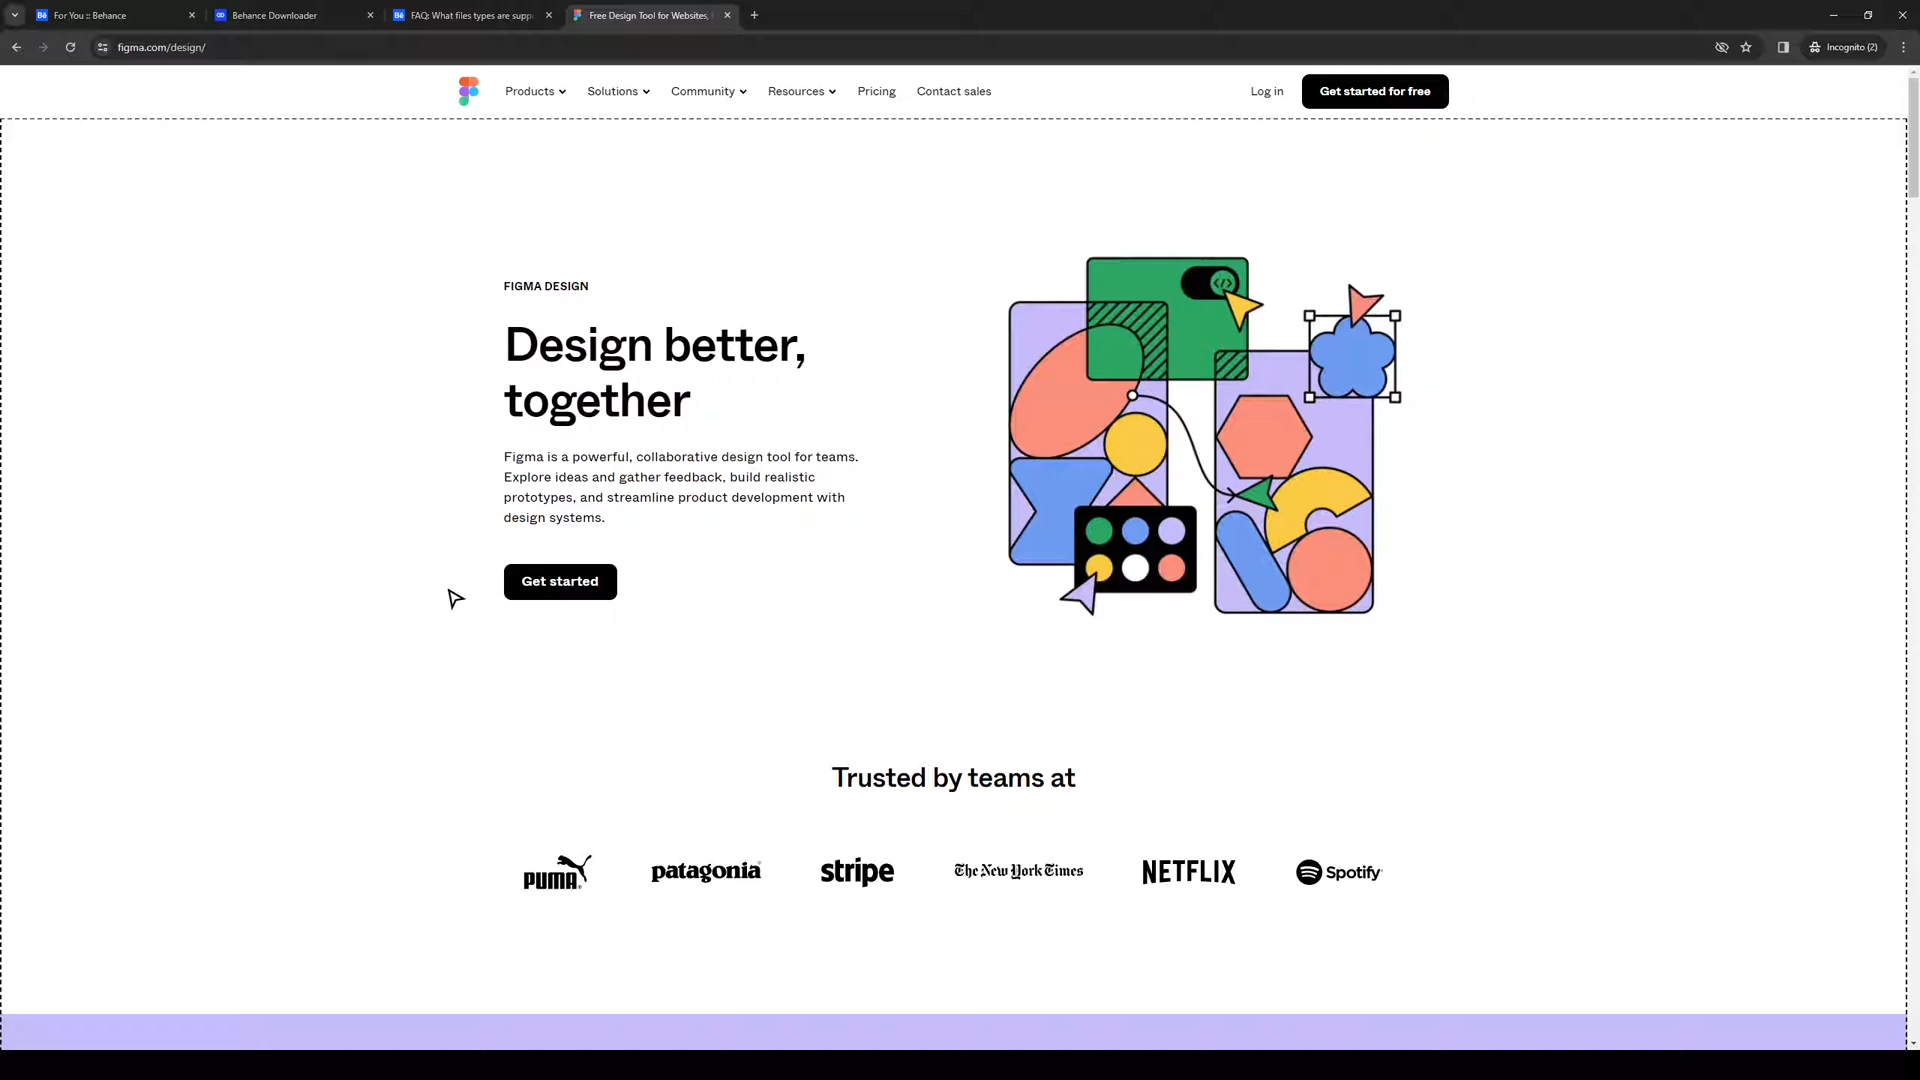 For You :: Behance
Behance Downloader
FAQ: What files types are supp
Free Design Tool for Websites,
figma.com/design/
Incognito (2)
Products
Solutions
Community
Resources
Pricing
Contact sales
Log in
Get started for free
FIGMA DESIGN
Design better,
together
Figma is a powerful, collaborative design tool for teams.
Explore ideas and gather feedback, build realistic
prototypes, and streamline product development with
design systems.
Get started
Trusted by teams at
PUMA
patagonia
stripe
The New York Times
NETFLIX
Spotify